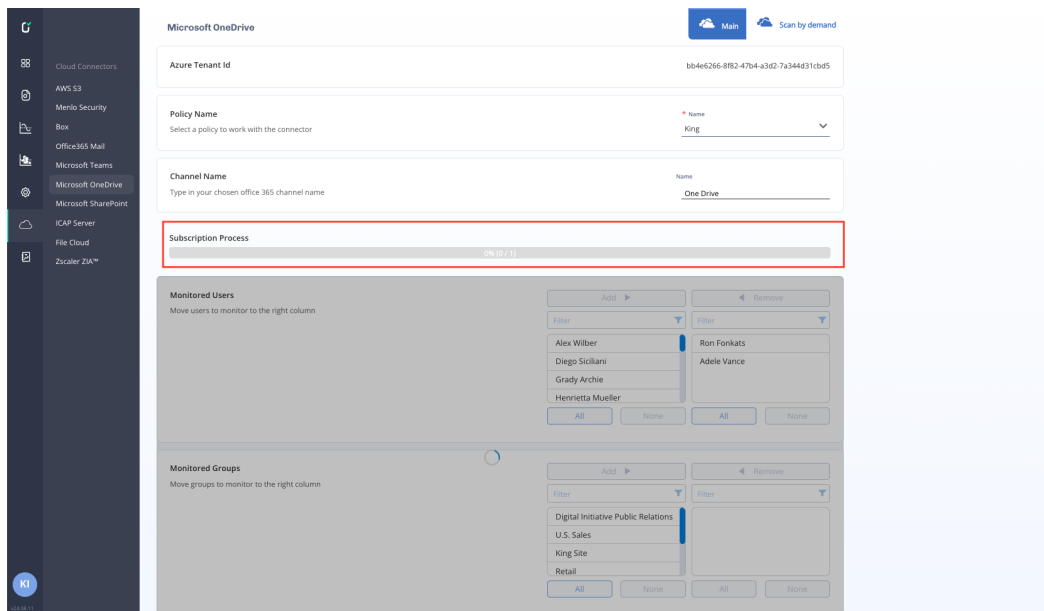 Microsoft OneDrive
Main
Scan by demand
Cloud Connectors
AWS S3
Menlo Security
Box
Office365 Mail
Microsoft Teams
Microsoft OneDrive
Microsoft SharePoint
ICAP Server
File Cloud
Zscaler ZIA™
Azure Tenant Id
bb4e6266-8f82-47b4-a3d2-7a344d31cbd5
Policy Name
Select a policy to work with the connector
* Name
King
Channel Name
Type in your chosen office 365 channel name
Name
One Drive
Subscription Process
0% (0 / 1)
Monitored Users
Move users to monitor to the right column
Add
Remove
Filter
Filter
Alex Wilber
Diego Siciliani
Grady Archie
Henrietta Mueller
Ron Fonkats
Adele Vance
All
None
All
None
Monitored Groups
Move groups to monitor to the right column
Add
Remove
Filter
Filter
Digital Initiative Public Relations
U.S. Sales
King Site
Retail
All
None
All
None
KI